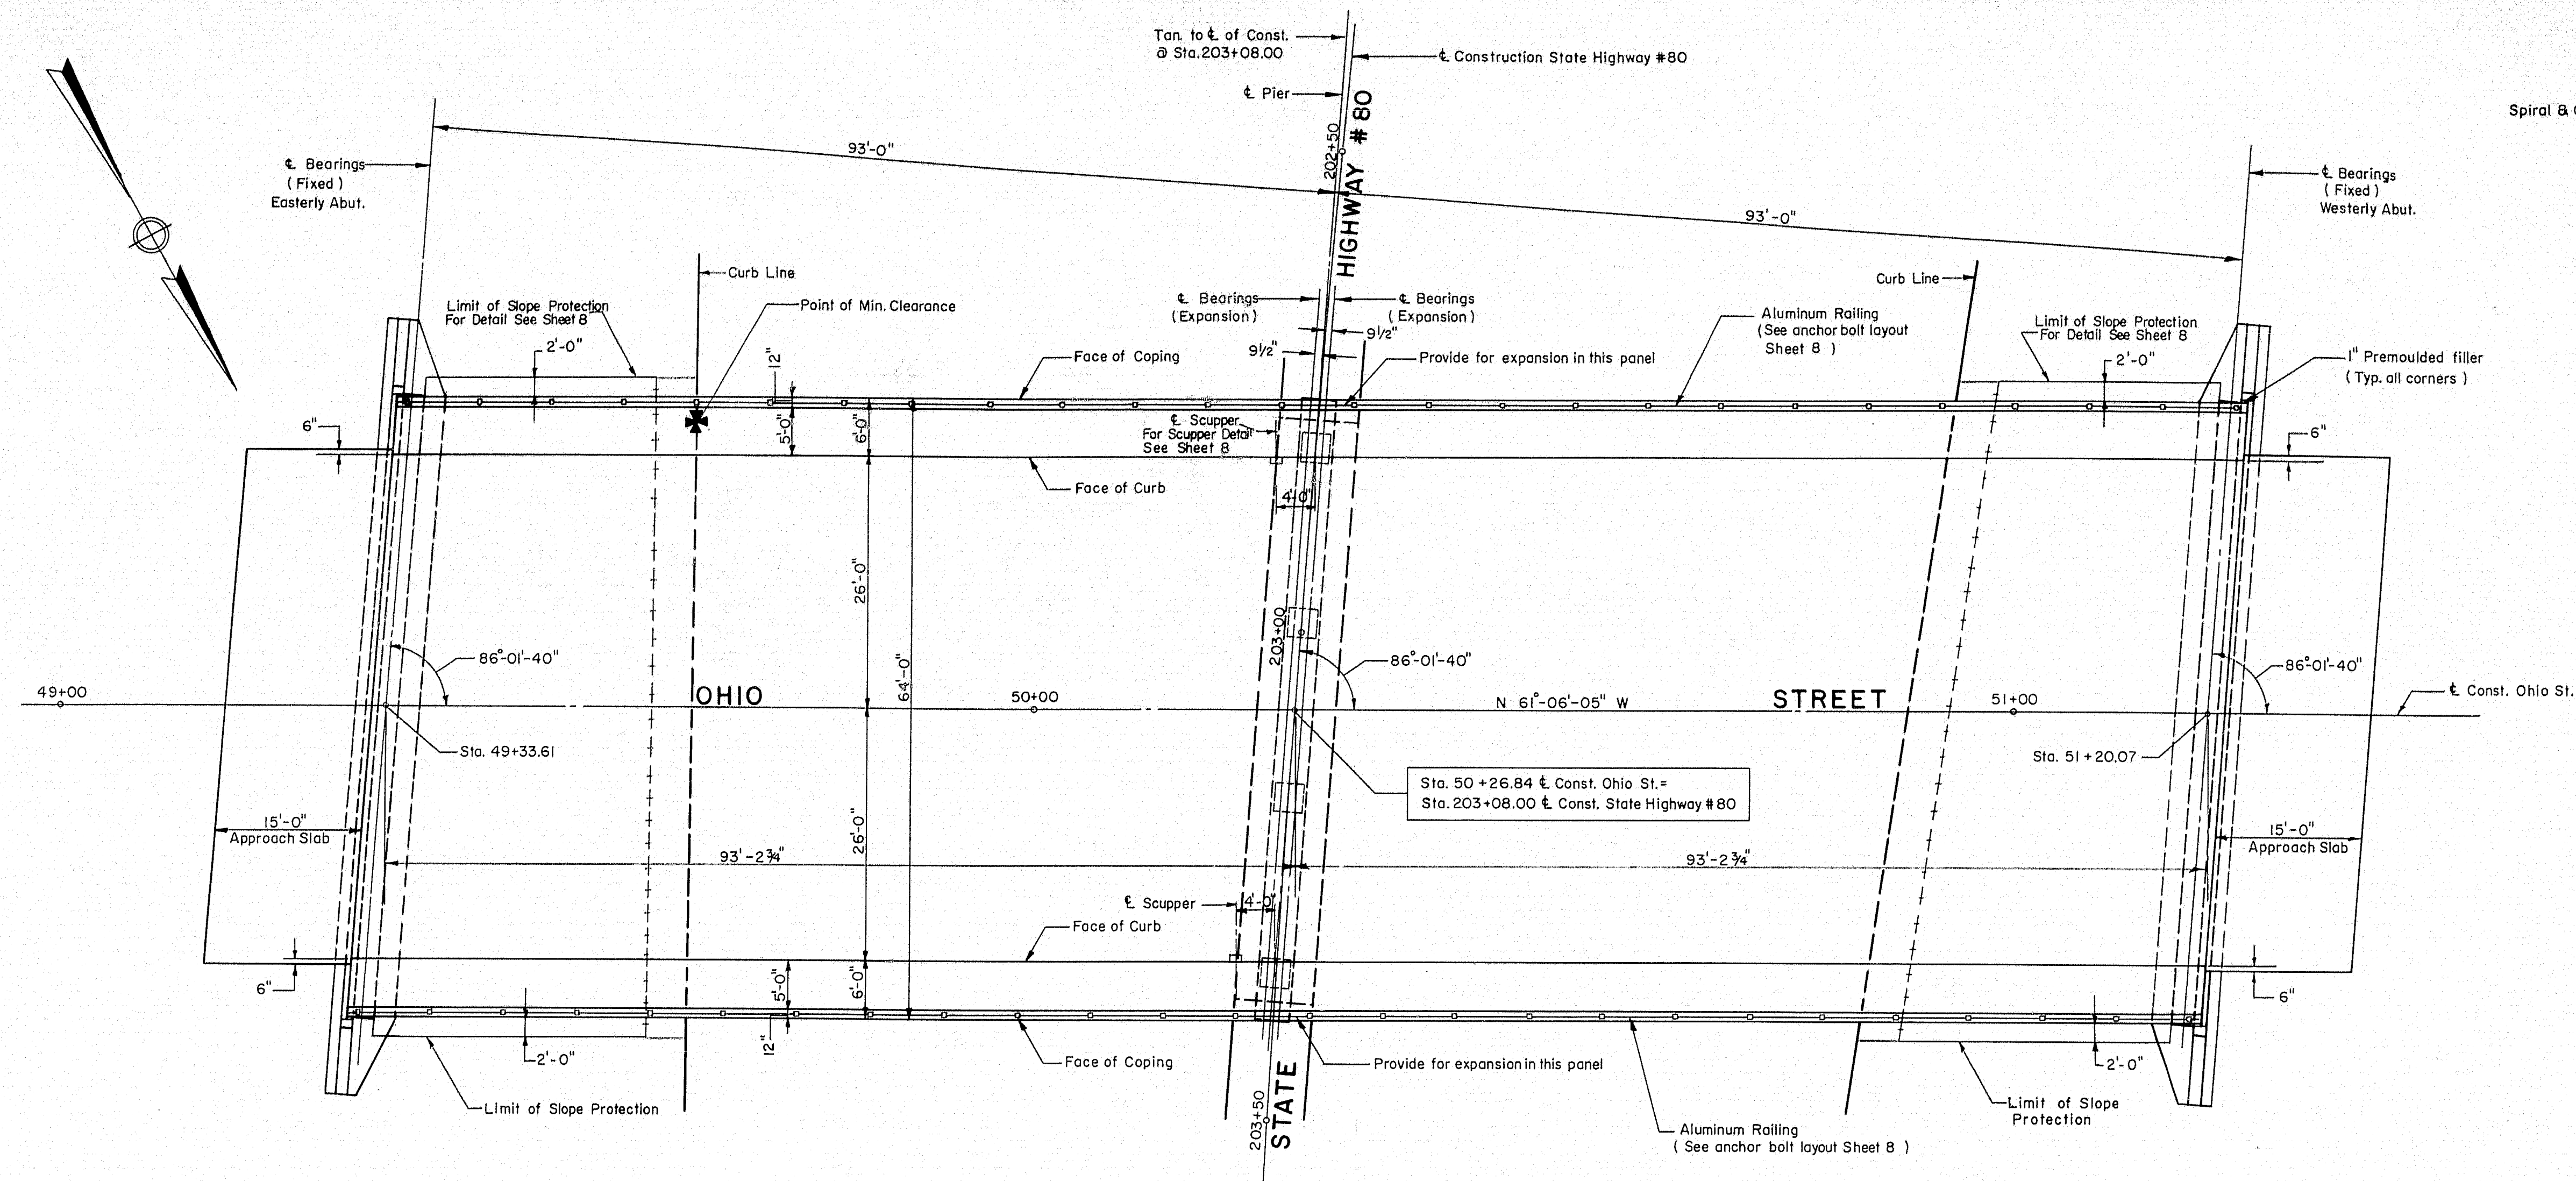 Tan. to ℄ of Const.
@ Sta.203+08.00
℄ Construction State Highway #80
℄ Pier
Spiral &
HIGHWAY #80
202+50
93'-0"
93'-0"
℄ Bearings
(Fixed)
Easterly Abut.
℄ Bearings
(Fixed)
Westerly Abut.
Curb Line
Curb Line
Limit of Slope Protection
For Detail See Sheet 8
Point of Min. Clearance
℄ Bearings
(Expansion)
℄ Bearings
(Expansion)
Aluminum Railing
(See anchor bolt layout
Sheet 8 )
Limit of Slope Protection
For Detail See Sheet 8
2'-0"
12"
Face of Coping
9½"
9½"
Provide for expansion in this panel
2'-0"
1" Premoulded filler
(Typ. all corners)
6"
5'-0"
6'-0"
℄ Scupper
For Scupper Detail
See Sheet 8
6"
Face of Curb
4'-0"
26'-0"
64'-0"
203+00
86°-01'-40"
86°-01'-40"
86°-01'-40"
49+00
OHIO
50+00
N 61°-06'-05" W
STREET
51+00
℄ Const. Ohio St.
Sta. 49+33.61
Sta. 51+20.07
Sta. 50+26.84 ℄ Const. Ohio St.=
Sta.203+08.00 ℄ Const. State Highway #80
15'-0"
Approach Slab
26'-0"
15'-0"
Approach Slab
93'-2¾"
93'-2¾"
℄ Scupper
4'-0"
Face of Curb
6"
5'-0"
6'-0"
6"
12"
2'-0"
Face of Coping
Provide for expansion in this panel
2'-0"
Limit of Slope Protection
203+50
STATE
Limit of Slope
Protection
Aluminum Railing
(See anchor bolt layout Sheet 8 )